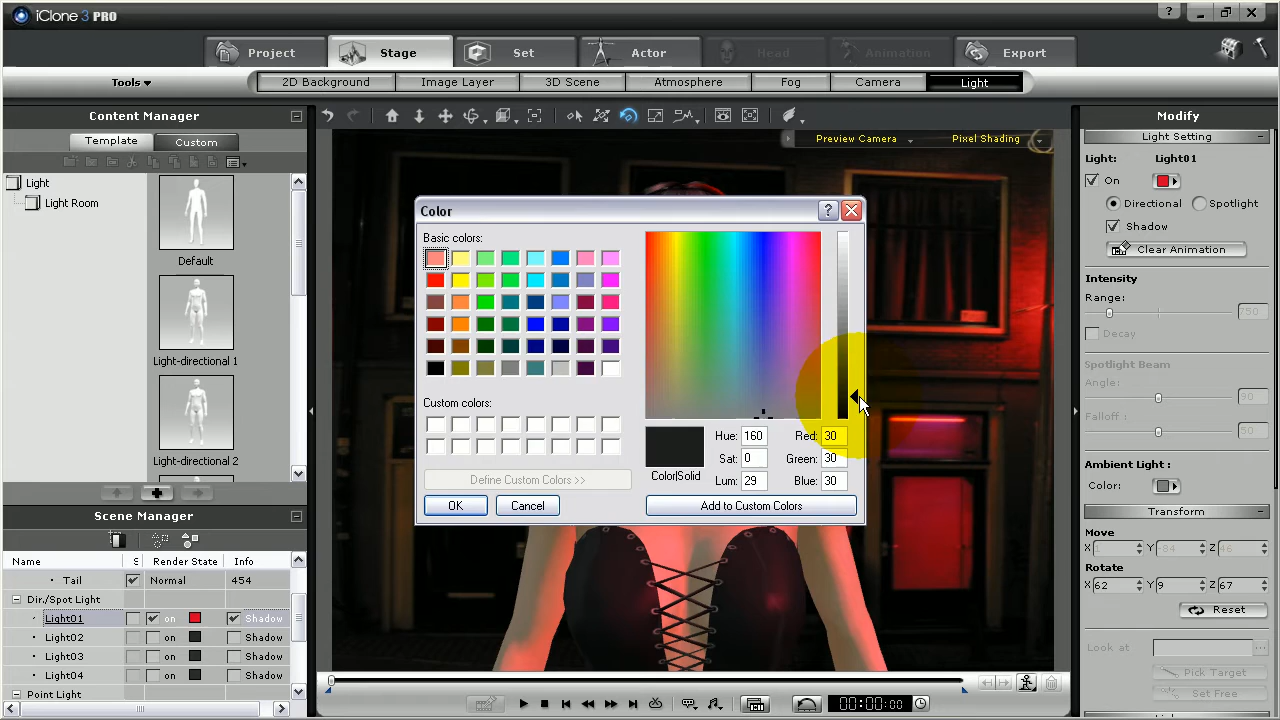 iClone 3 PRO
?
Project
Stage
Set
Actor
Head
Animation
Export
Tools
2D Background
Image Layer
3D Scene
Atmosphere
Fog
Camera
Light
Content Manager
Template
Custom
Light
Light Room
Default
Light-directional 1
Light-directional 2
Scene Manager
Name
S
Render State
Info
Tail
Normal
454
Dir./Spot Light
Light01
on
Shadow
Light02
on
Shadow
Light03
on
Shadow
Light04
on
Shadow
Point Light
Preview Camera
Pixel Shading
Color
?
Basic colors:
Custom colors:
Define Custom Colors >>
OK
Cancel
Color|Solid
Hue: 160
Red: 30
Sat: 0
Green: 30
Lum: 29
Blue: 30
Add to Custom Colors
00:00:00
Modify
Light Setting
Light: Light01
On
Directional
Spotlight
Shadow
Clear Animation
Intensity
Range:
750
Decay
Spotlight Beam
Angle:
90
Falloff :
50
Ambient Light :
Color:
Transform
Move
X 1 Y -84 Z 46
Rotate
X 62 Y 9 Z 67
Reset
Look at
Pick Target
Set Free